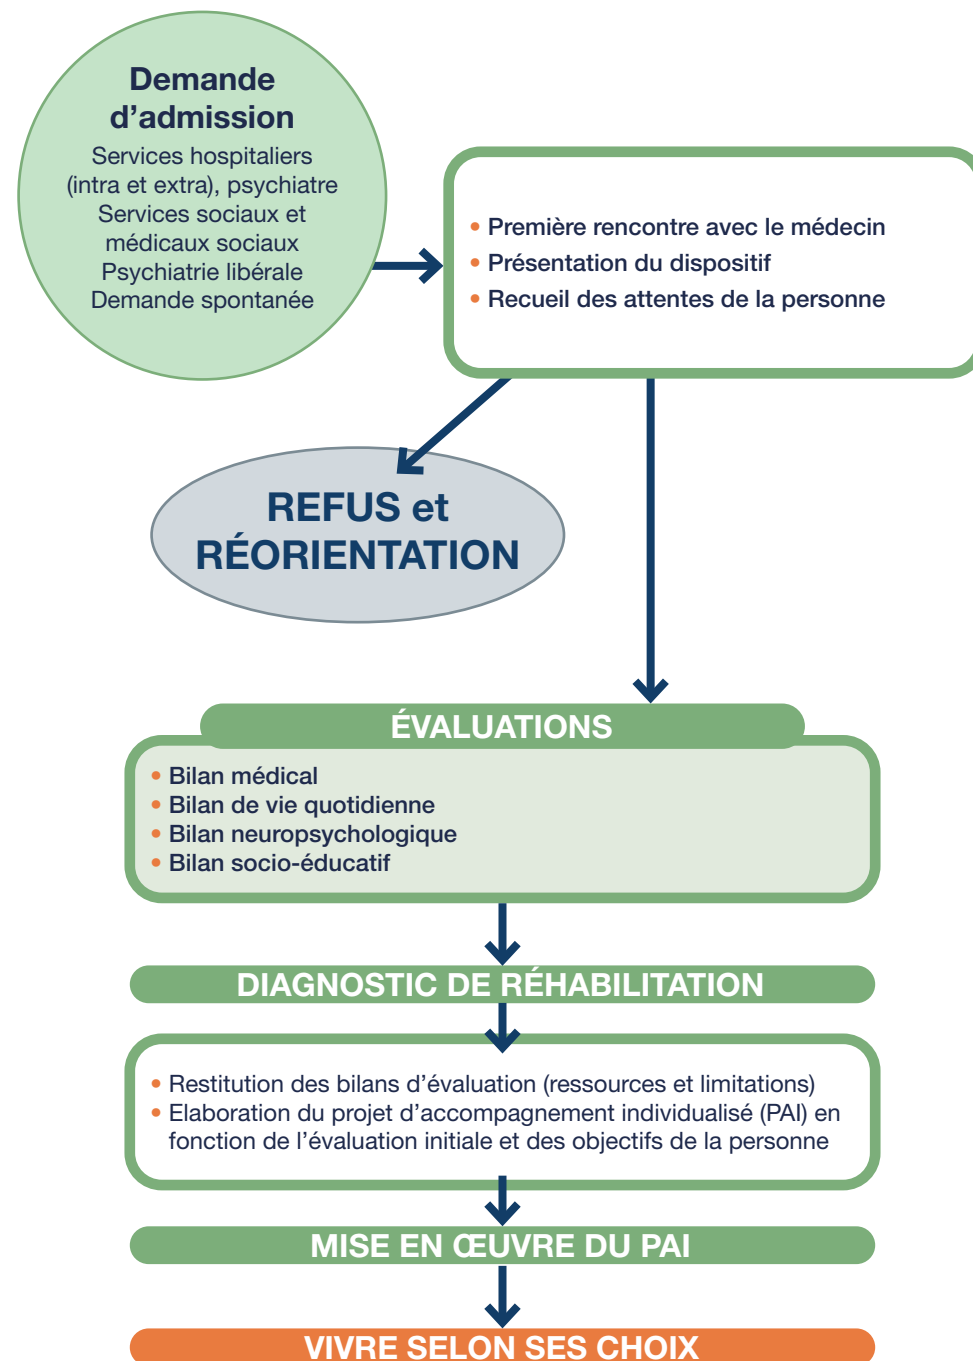 Demande
d’admission
Services hospitaliers
(intra et extra), psychiatre
Services sociaux et
médicaux sociaux
Psychiatrie libérale
Demande spontanée
• Première rencontre avec le médecin
• Présentation du dispositif
• Recueil des attentes de la personne
REFUS et
RÉORIENTATION
ÉVALUATIONS
• Bilan médical
• Bilan de vie quotidienne
• Bilan neuropsychologique
• Bilan socio-éducatif
DIAGNOSTIC DE RÉHABILITATION
• Restitution des bilans d’évaluation (ressources et limitations)
• Elaboration du projet d’accompagnement individualisé (PAI) en
fonction de l’évaluation initiale et des objectifs de la personne
MISE EN ŒUVRE DU PAI
VIVRE SELON SES CHOIX